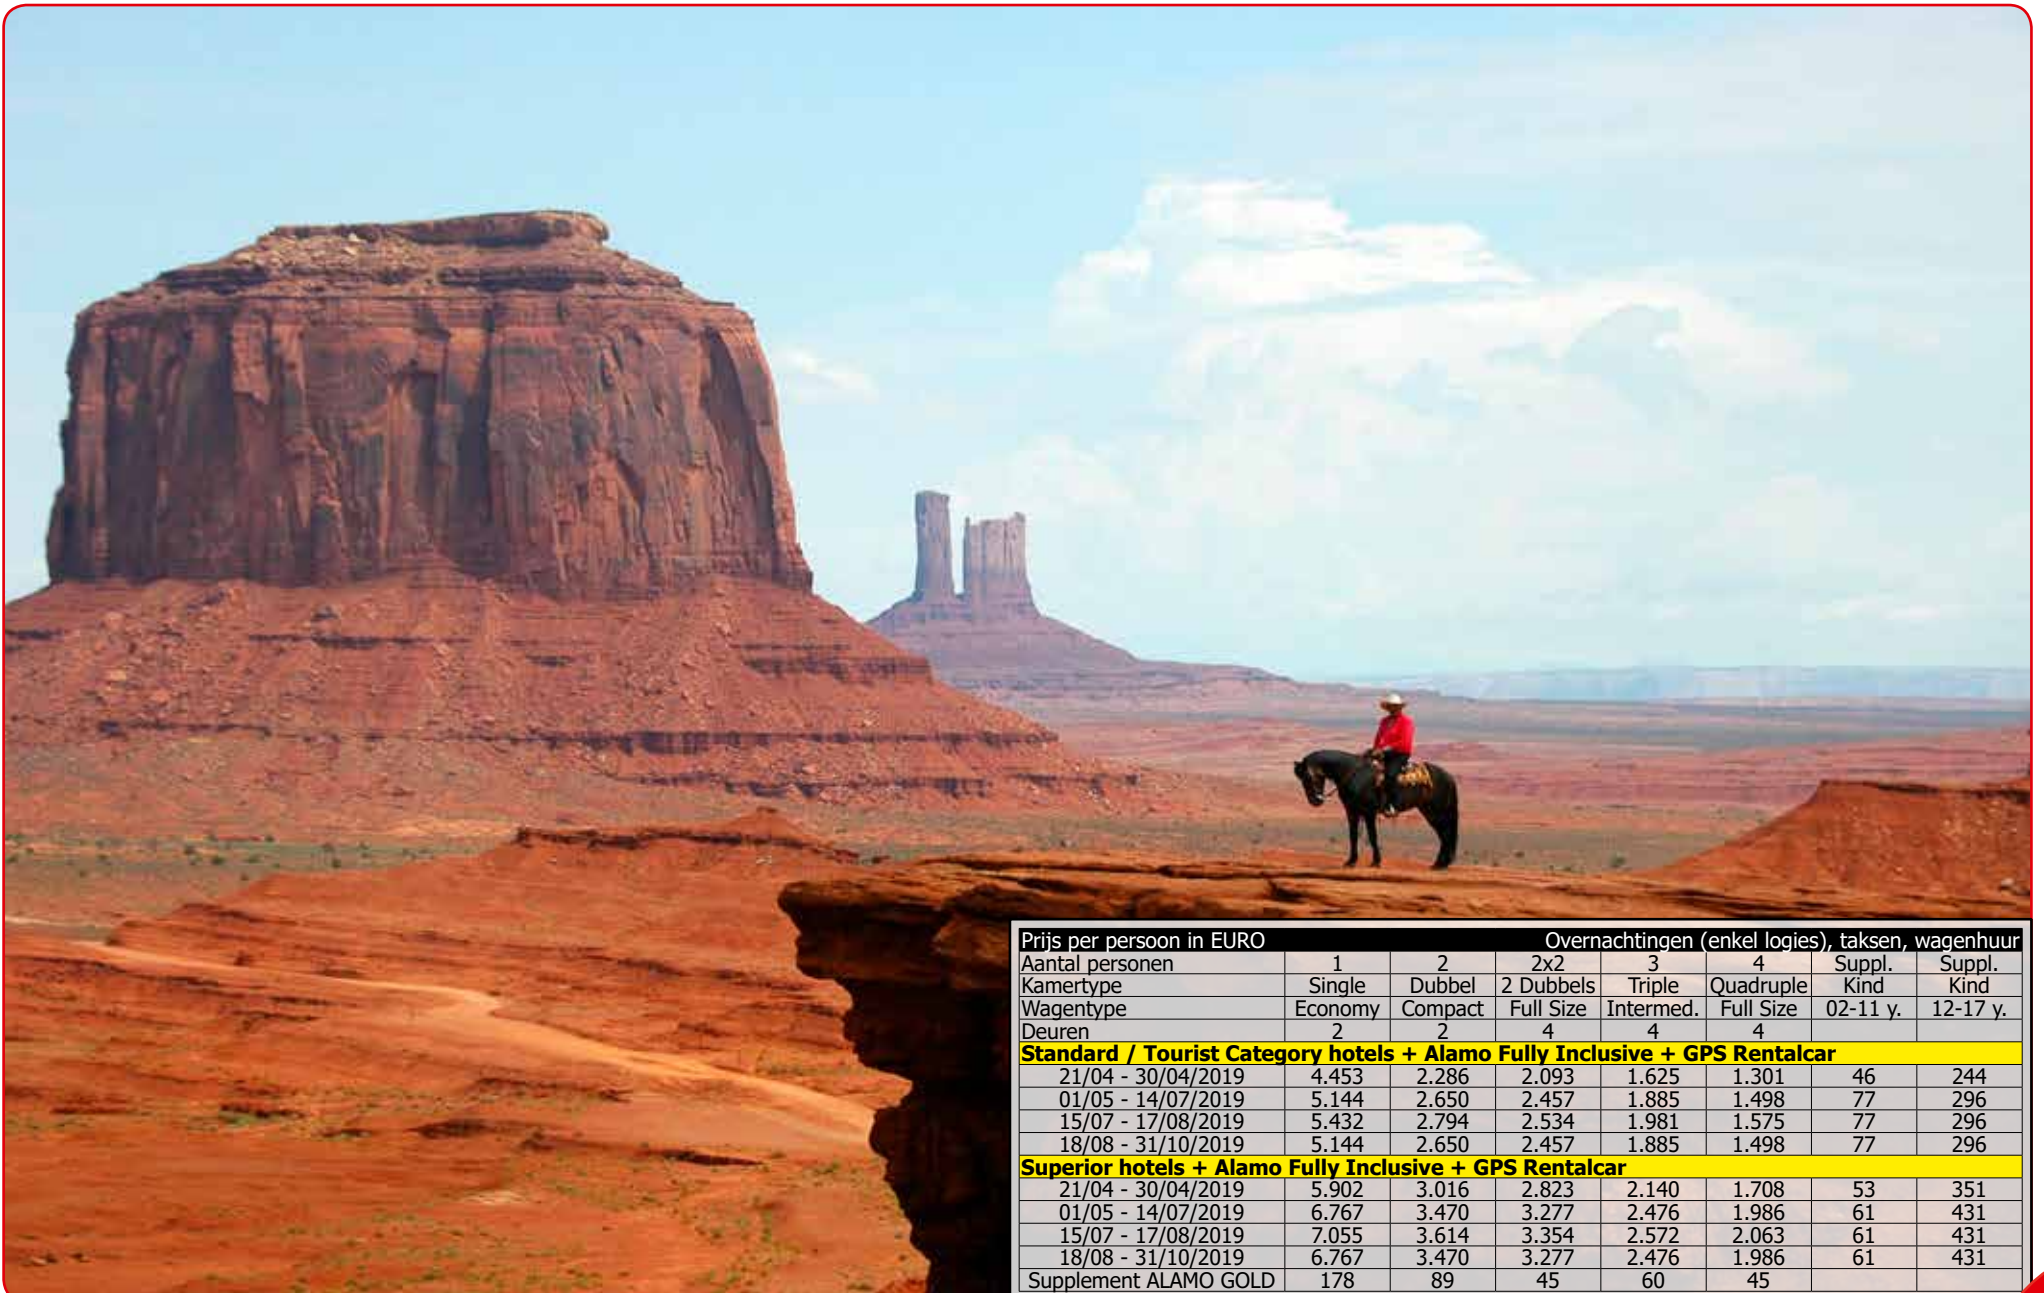 Prijs per persoon in EURO Overnachtingen (enkel logies), taksen, wagenhuur
Aantal personen 1 2 2x2 3 4 Suppl. Suppl.
Kamertype Single Dubbel 2 Dubbels Triple Quadruple Kind Kind
Wagentype Economy Compact Full Size Intermed. Full Size 02-11 y. 12-17 y.
Deuren 2 2 4 4 4
Standard / Tourist Category hotels + Alamo Fully Inclusive + GPS Rentalcar
21/04 - 30/04/2019 4.453 2.286 2.093 1.625 1.301 46 244
01/05 - 14/07/2019 5.144 2.650 2.457 1.885 1.498 77 296
15/07 - 17/08/2019 5.432 2.794 2.534 1.981 1.575 77 296
18/08 - 31/10/2019 5.144 2.650 2.457 1.885 1.498 77 296
Superior hotels + Alamo Fully Inclusive + GPS Rentalcar
21/04 - 30/04/2019 5.902 3.016 2.823 2.140 1.708 53 351
01/05 - 14/07/2019 6.767 3.470 3.277 2.476 1.986 61 431
15/07 - 17/08/2019 7.055 3.614 3.354 2.572 2.063 61 431
18/08 - 31/10/2019 6.767 3.470 3.277 2.476 1.986 61 431
Supplement ALAMO GOLD 178 89 45 60 45